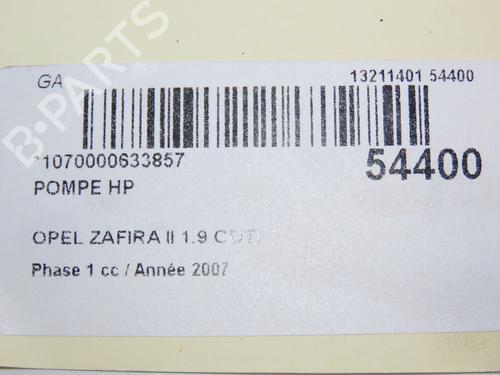 GA
13211401 54400
*1070000633857
54400
POMPE HP
OPEL ZAFIRA II 1.9 CDTI
Phase 1 cc / Année 2007
B-PARTS